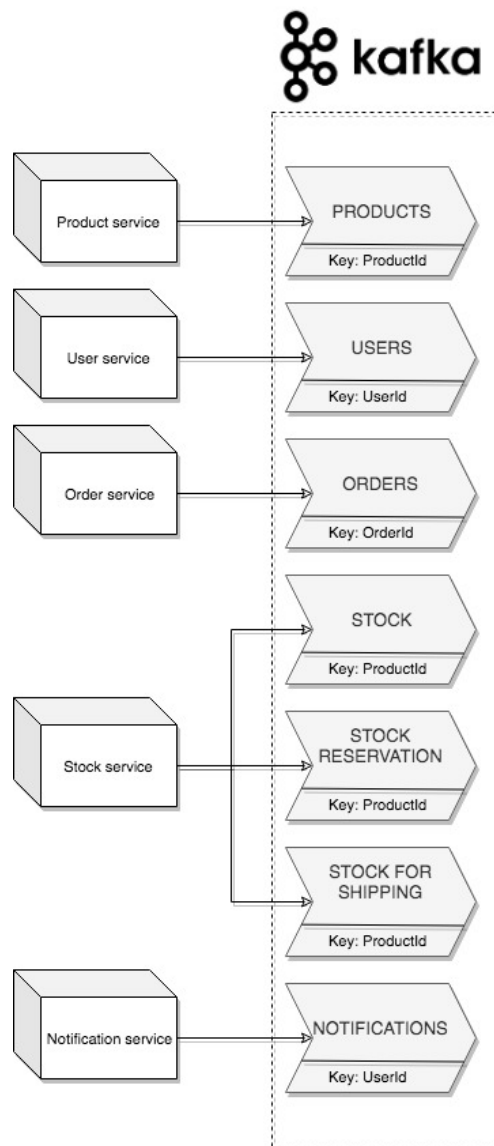 kafka
Product service
PRODUCTS
Key: ProductId
User service
USERS
Key: UserId
Order service
ORDERS
Key: OrderId
STOCK
Key: ProductId
Stock service
STOCK
RESERVATION
Key: ProductId
STOCK FOR
SHIPPING
Key: ProductId
Notification service
NOTIFICATIONS
Key: UserId